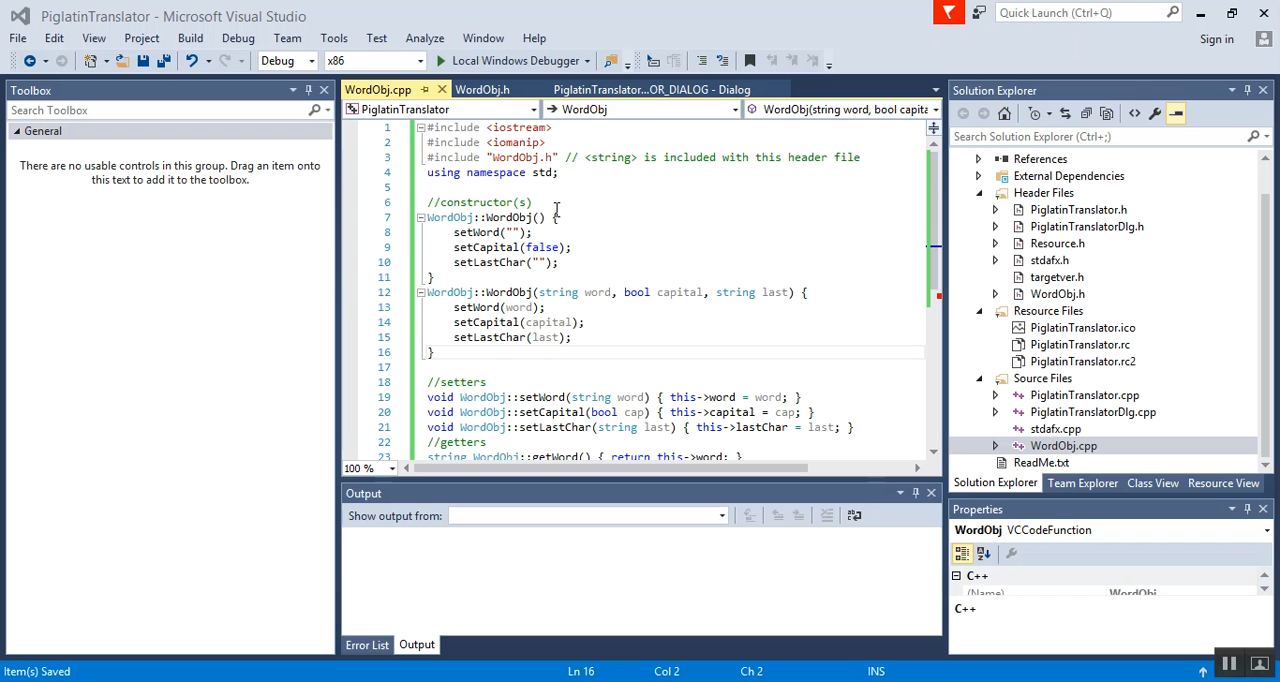 PiglatinTranslator - Microsoft Visual Studio
Quick Launch (Ctrl+Q)
File Edit View Project Build Debug Team Tools Test Analyze Window Help
Sign in
Debug x86 Local Windows Debugger
Toolbox
Search Toolbox
General
There are no usable controls in this group. Drag an item onto
this text to add it to the toolbox.
WordObj.cpp WordObj.h PiglatinTranslator...OR_DIALOG - Dialog
PiglatinTranslator WordObj WordObj(string word, bool capita
1 #include <iostream>
2 #include <iomanip>
3 #include "WordObj.h" // <string> is included with this header file
4 using namespace std;
5
6 //constructor(s)
7 WordObj::WordObj() {
8 setWord("");
9 setCapital(false);
10 setLastChar("");
11 }
12 WordObj::WordObj(string word, bool capital, string last) {
13 setWord(word);
14 setCapital(capital);
15 setLastChar(last);
16 }
17
18 //setters
19 void WordObj::setWord(string word) { this->word = word; }
20 void WordObj::setCapital(bool cap) { this->capital = cap; }
21 void WordObj::setLastChar(string last) { this->lastChar = last; }
22 //getters
23 string WordObj::getWord() { return this->word; }
100 %
Output
Show output from:
Error List Output
Solution Explorer
Search Solution Explorer (Ctrl+;)
References
External Dependencies
Header Files
PiglatinTranslator.h
PiglatinTranslatorDlg.h
Resource.h
stdafx.h
targetver.h
WordObj.h
Resource Files
PiglatinTranslator.ico
PiglatinTranslator.rc
PiglatinTranslator.rc2
Source Files
PiglatinTranslator.cpp
PiglatinTranslatorDlg.cpp
stdafx.cpp
WordObj.cpp
ReadMe.txt
Solution Explorer Team Explorer Class View Resource View
Properties
WordObj VCCodeFunction
C++
(Name) WordObj
C++
Item(s) Saved Ln 16 Col 2 Ch 2 INS